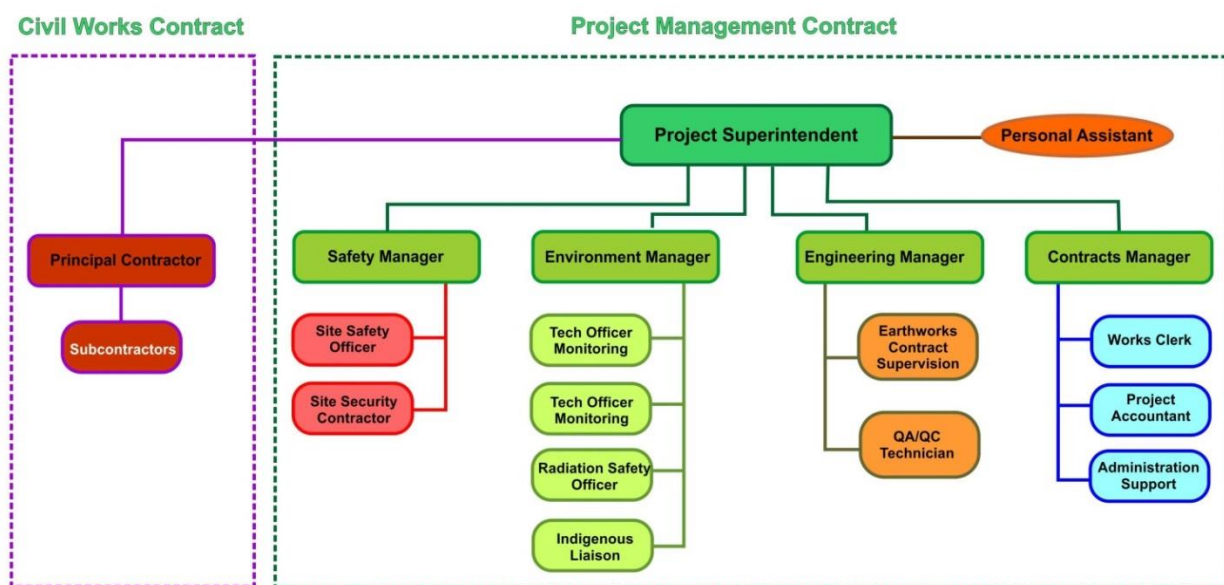 Civil Works Contract
Project Management Contract
Project Superintendent
Personal Assistant
Principal Contractor
Safety Manager
Environment Manager
Engineering Manager
Contracts Manager
Subcontractors
Site Safety
Officer
Site Security
Contractor
Tech Officer
Monitoring
Tech Officer
Monitoring
Radiation Safety
Officer
Indigenous
Liaison
Earthworks
Contract
Supervision
QA/QC
Technician
Works Clerk
Project
Accountant
Administration
Support